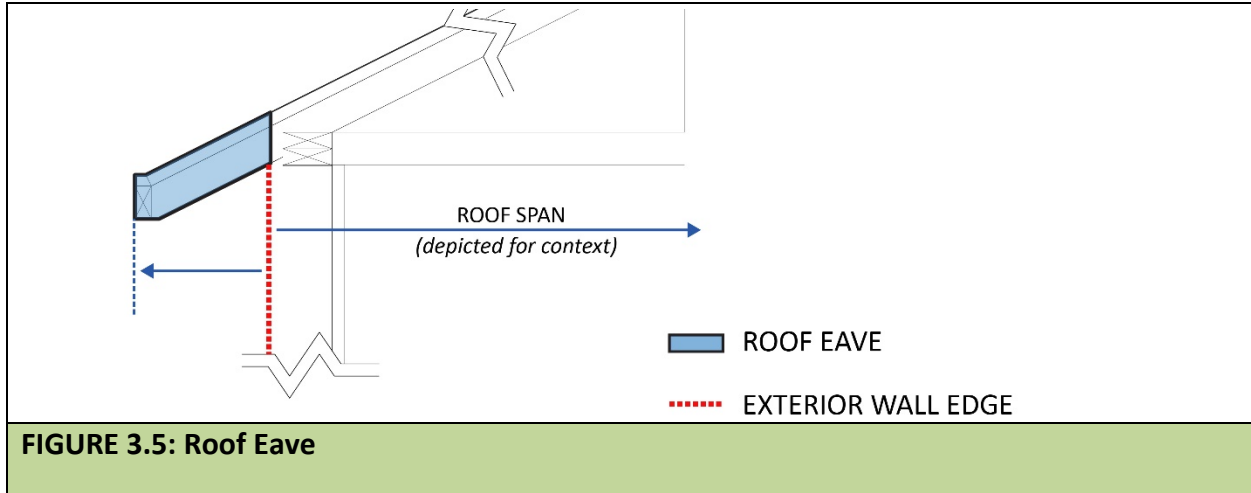 ROOF SPAN
(depicted for context)
ROOF EAVE
EXTERIOR WALL EDGE
FIGURE 3.5: Roof Eave